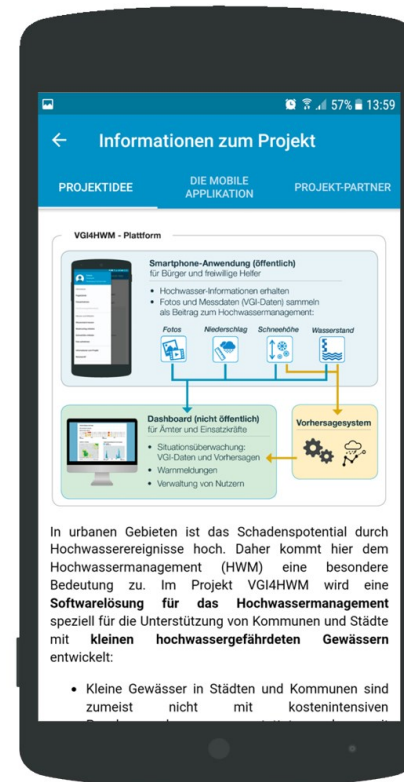 57% 13:59
Informationen zum Projekt
PROJEKTIDEE
DIE MOBILE
APPLIKATION
PROJEKT-PARTNER
VGI4HWM - Plattform
Smartphone-Anwendung (öffentlich)
für Bürger und freiwillige Helfer
• Hochwasser-Informationen erhalten
• Fotos und Messdaten (VGI-Daten) sammeln
als Beitrag zum Hochwassermanagement:
Fotos Niederschlag Schneehöhe Wasserstand
Dashboard (nicht öffentlich)
für Ämter und Einsatzkräfte
• Situationsüberwachung:
VGI-Daten und Vorhersagen
• Warnmeldungen
• Verwaltung von Nutzern
Vorhersagesystem
In urbanen Gebieten ist das Schadenspotential durch
Hochwasserereignisse hoch. Daher kommt hier dem
Hochwassermanagement (HWM) eine besondere
Bedeutung zu. Im Projekt VGI4HWM wird eine
Softwarelösung für das Hochwassermanagement
speziell für die Unterstützung von Kommunen und Städte
mit kleinen hochwassergefährdeten Gewässern
entwickelt:
• Kleine Gewässer in Städten und Kommunen sind
zumeist nicht mit kostenintensiven